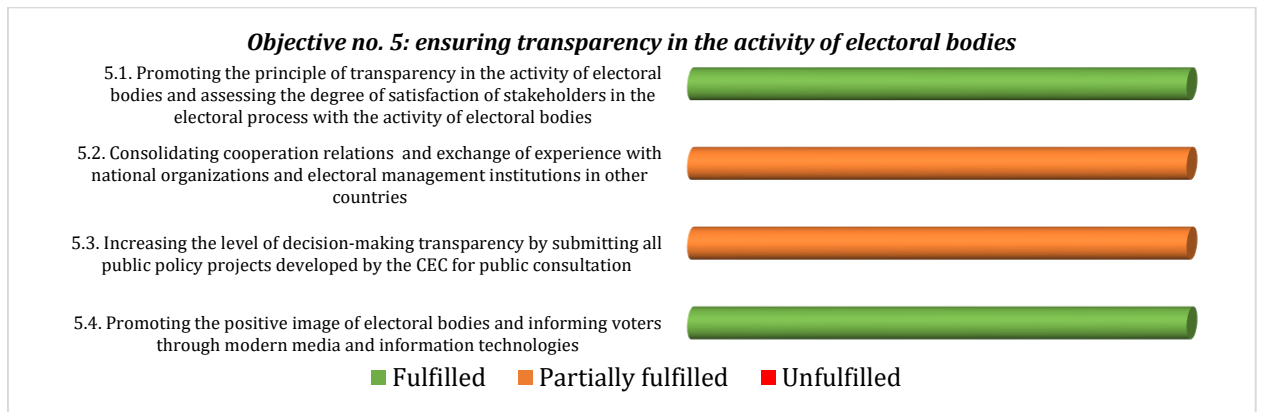 Objective no. 5: ensuring transparency in the activity of electoral bodies
5.1. Promoting the principle of transparency in the activity of electoral
bodies and assessing the degree of satisfaction of stakeholders in the
electoral process with the activity of electoral bodies
5.2. Consolidating cooperation relations and exchange of experience with
national organizations and electoral management institutions in other
countries
5.3. Increasing the level of decision-making transparency by submitting all
public policy projects developed by the CEC for public consultation
5.4. Promoting the positive image of electoral bodies and informing voters
through modern media and information technologies
Fulfilled Partially fulfilled Unfulfilled